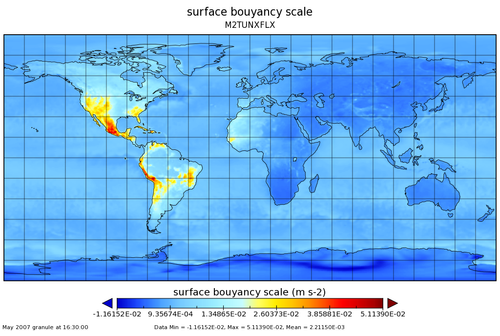 surface bouyancy scale
M2TUNXFLX
surface bouyancy scale (m s-2)
-1.16152E-02 9.35674E-04 1.34865E-02 2.60373E-02 3.85881E-02 5.11390E-02
May 2007 granule at 16:30:00 Data Min = -1.16152E-02, Max = 5.11390E-02, Mean = 2.21150E-03